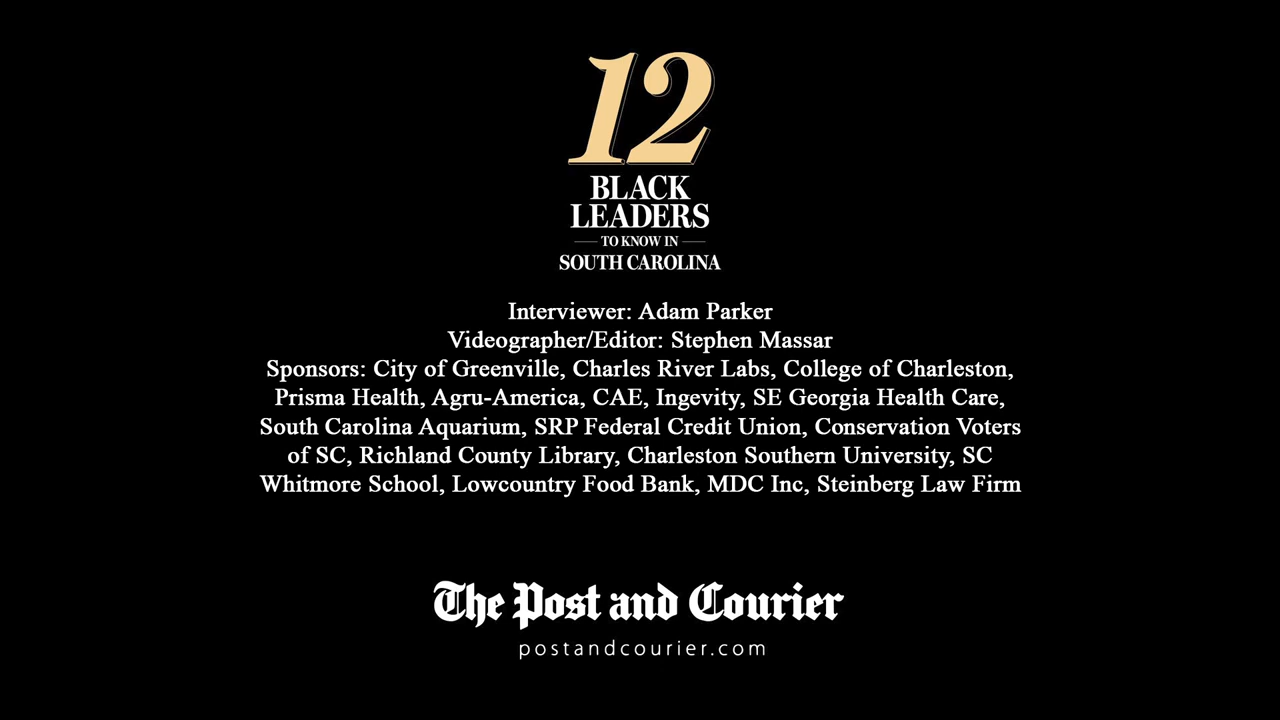 12
BLACK
LEADERS
TO KNOW IN
SOUTH CAROLINA
Interviewer: Adam Parker
Videographer/Editor: Stephen Massar
Sponsors: City of Greenville, Charles River Labs, College of Charleston,
Prisma Health, Agru-America, CAE, Ingevity, SE Georgia Health Care,
South Carolina Aquarium, SRP Federal Credit Union, Conservation Voters
of SC, Richland County Library, Charleston Southern University, SC
Whitmore School, Lowcountry Food Bank, MDC Inc, Steinberg Law Firm
The Post and Courier
postandcourier.com